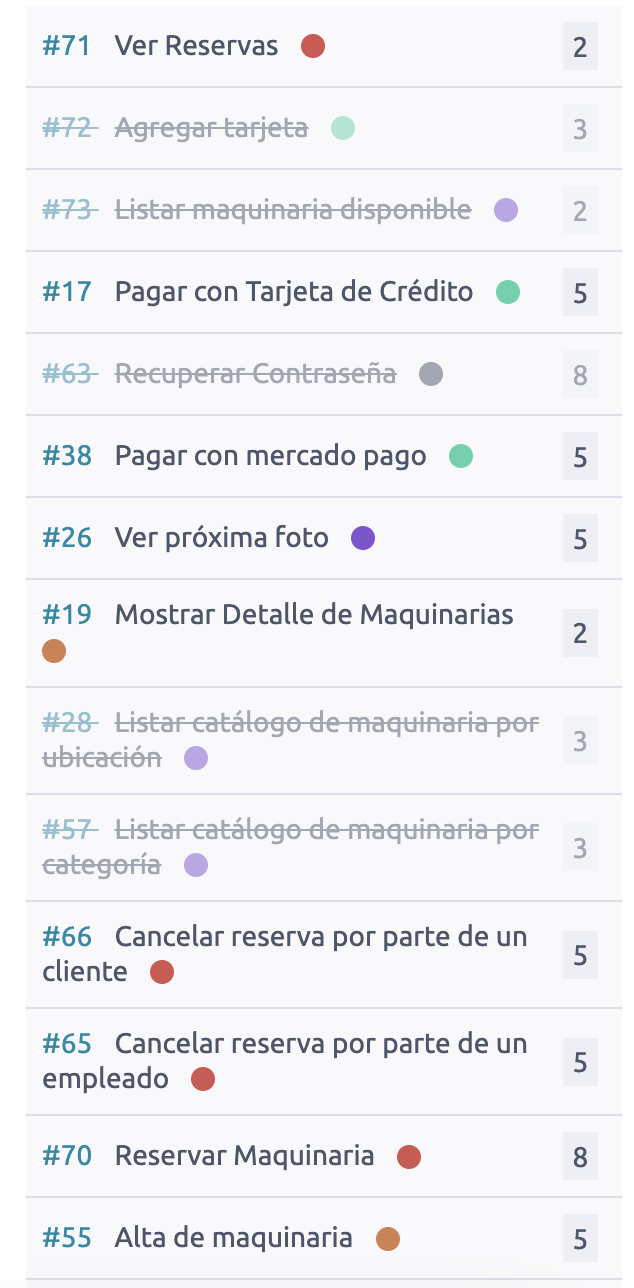 #71 Ver Reservas 2
#72 Agregar tarjeta 3
#73 Listar maquinaria disponible 2
#17 Pagar con Tarjeta de Crédito 5
#63 Recuperar Contraseña 8
#38 Pagar con mercado pago 5
#26 Ver próxima foto 5
#19 Mostrar Detalle de Maquinarias 2
#28 Listar catálogo de maquinaria por
ubicación 3
#57 Listar catálogo de maquinaria por
categoría 3
#66 Cancelar reserva por parte de un
cliente 5
#65 Cancelar reserva por parte de un
empleado 5
#70 Reservar Maquinaria 8
#55 Alta de maquinaria 5